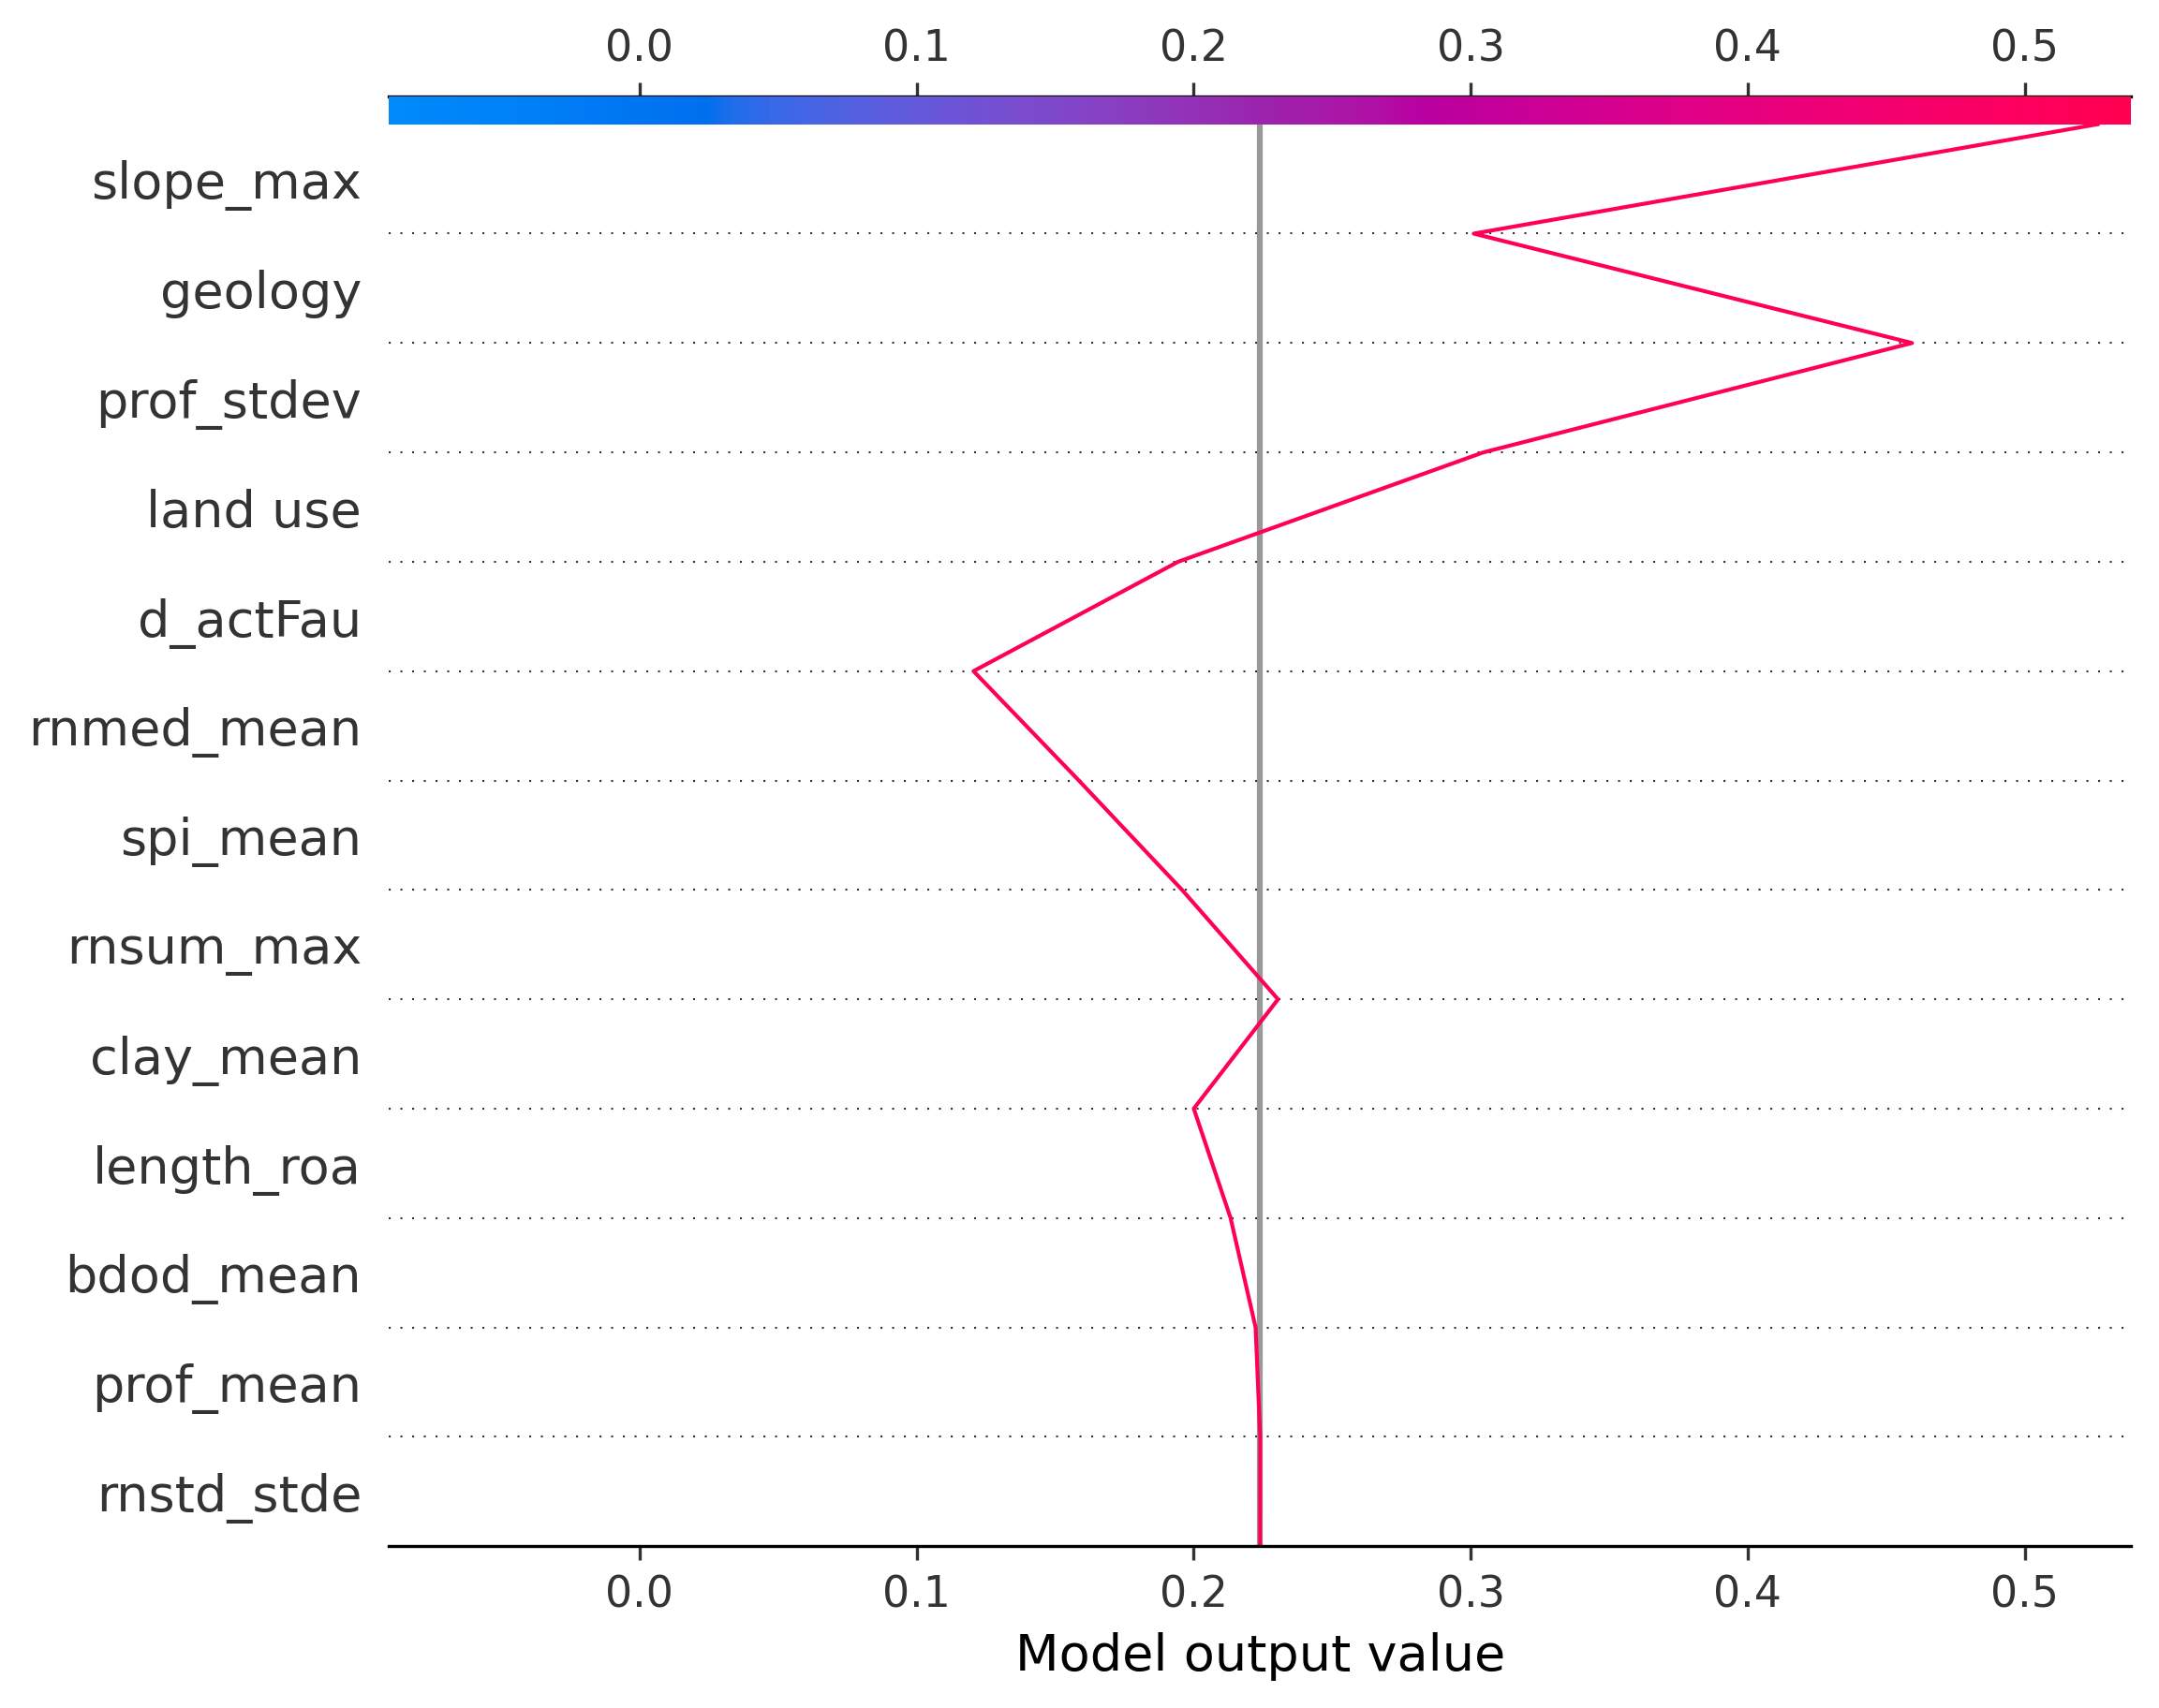 0.0 0.1 0.2 0.3 0.4 0.5
slope_max
geology
prof_stdev
land use
d_actFau
rnmed_mean
spi_mean
rnsum_max
clay_mean
length_roa
bdod_mean
prof_mean
rnstd_stde
0.0 0.1 0.2 0.3 0.4 0.5
Model output value